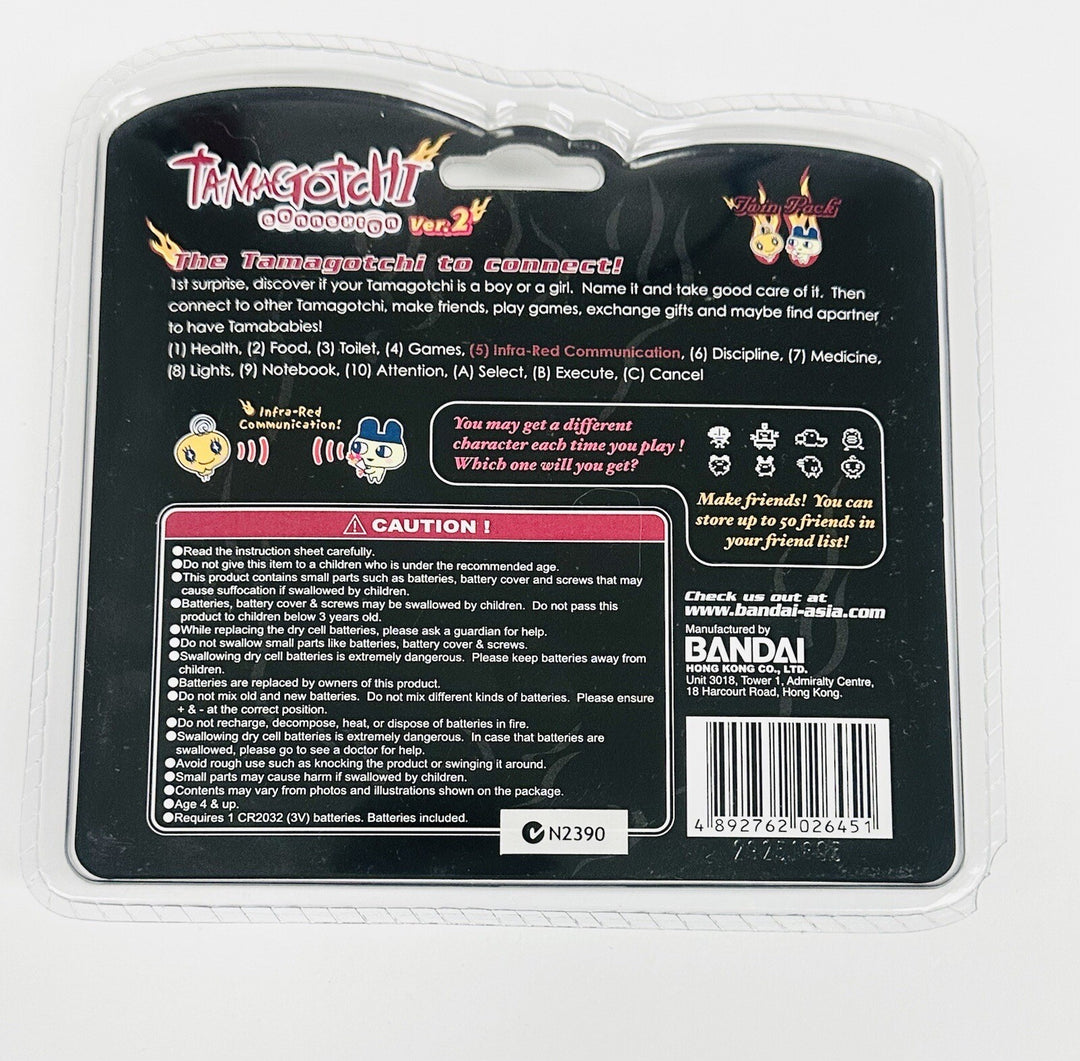 TAMAGOTCHI
CONNEXION Ver.2
Twin Pack
The Tamagotchi to connect!
1st surprise, discover if your Tamagotchi is a boy or a girl. Name it and take good care of it. Then
connect to other Tamagotchi, make friends, play games, exchange gifts and maybe find apartner
to have Tamababies!
(1) Health, (2) Food, (3) Toilet, (4) Games, (5) Infra-Red Communication, (6) Discipline, (7) Medicine,
(8) Lights, (9) Notebook, (10) Attention, (A) Select, (B) Execute, (C) Cancel
Infra-Red
Communication!
You may get a different
character each time you play !
Which one will you get?
Make friends! You can
store up to 50 friends in
your friend list!
⚠ CAUTION !
●Read the instruction sheet carefully.
●Do not give this item to a children who is under the recommended age.
●This product contains small parts such as batteries, battery cover and screws that may
cause suffocation if swallowed by children.
●Batteries, battery cover & screws may be swallowed by children. Do not pass this
product to children below 3 years old.
●While replacing the dry cell batteries, please ask a guardian for help.
●Do not swallow small parts like batteries, battery cover & screws.
●Swallowing dry cell batteries is extremely dangerous. Please keep batteries away from
children.
●Batteries are replaced by owners of this product.
●Do not mix old and new batteries. Do not mix different kinds of batteries. Please ensure
+ & - at the correct position.
●Do not recharge, decompose, heat, or dispose of batteries in fire.
●Swallowing dry cell batteries is extremely dangerous. In case that batteries are
swallowed, please go to see a doctor for help.
●Avoid rough use such as knocking the product or swinging it around.
●Small parts may cause harm if swallowed by children.
●Contents may vary from photos and illustrations shown on the package.
●Age 4 & up.
●Requires 1 CR2032 (3V) batteries. Batteries included.
N2390
Check us out at
www.bandai-asia.com
Manufactured by
BANDAI
HONG KONG CO., LTD.
Unit 3018, Tower 1, Admiralty Centre,
18 Harcourt Road, Hong Kong.
4 892762 026451